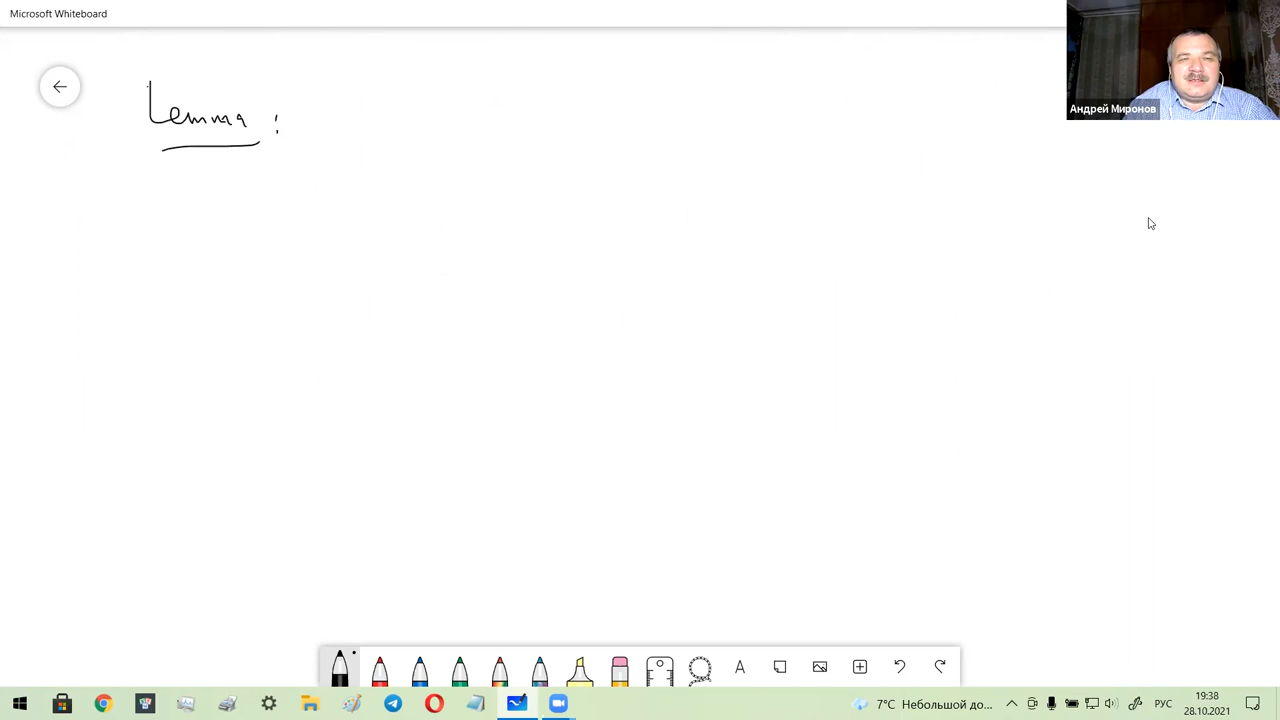 Microsoft Whiteboard
Андрей Миронов
Lemma :
A
7°C Небольшой до...
РУС
19:38
28.10.2021